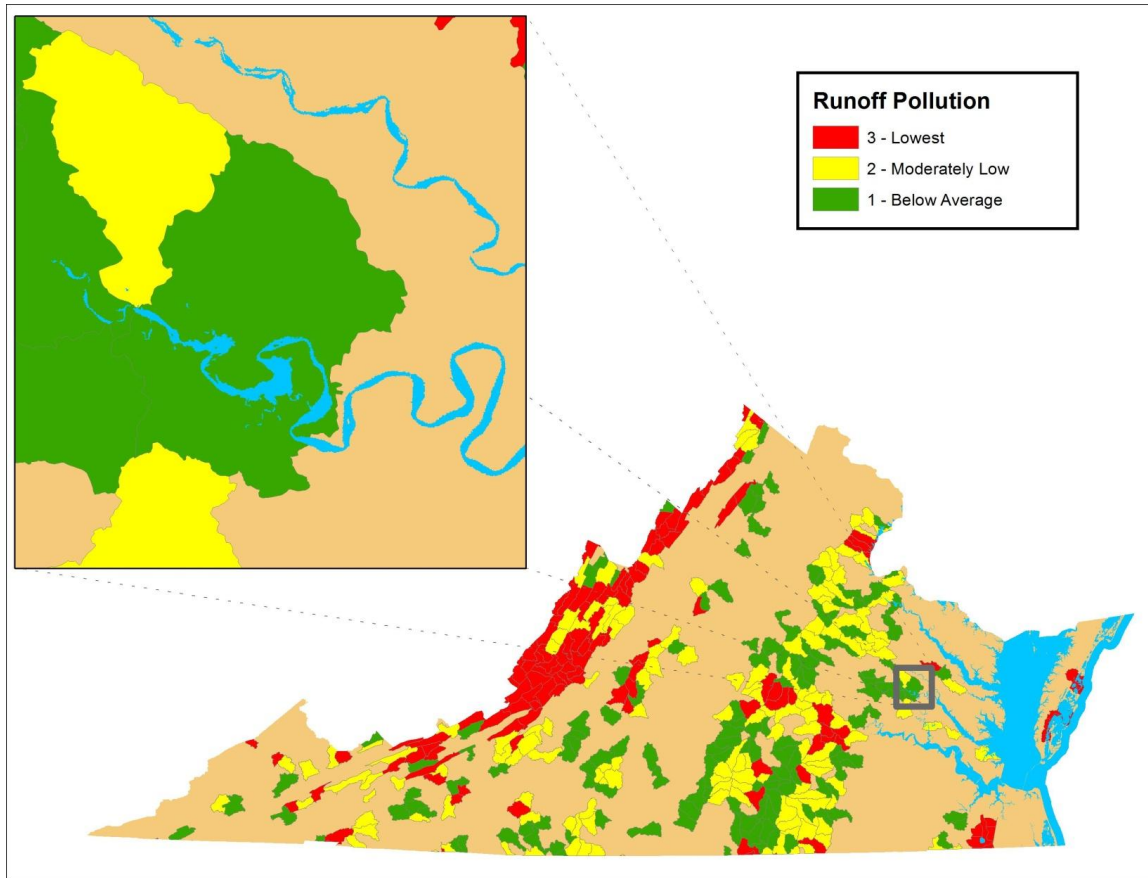 Runoff Pollution
3 - Lowest
2 - Moderately Low
1 - Below Average